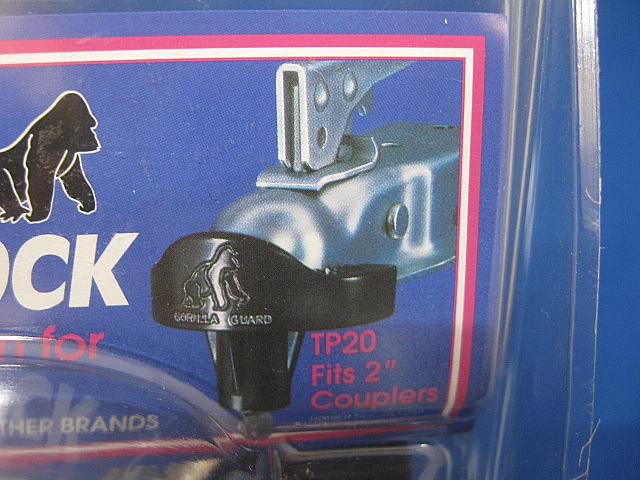 OCK
n for
GORILLA GUARD
TP20
Fits 2"
Couplers
THER BRANDS